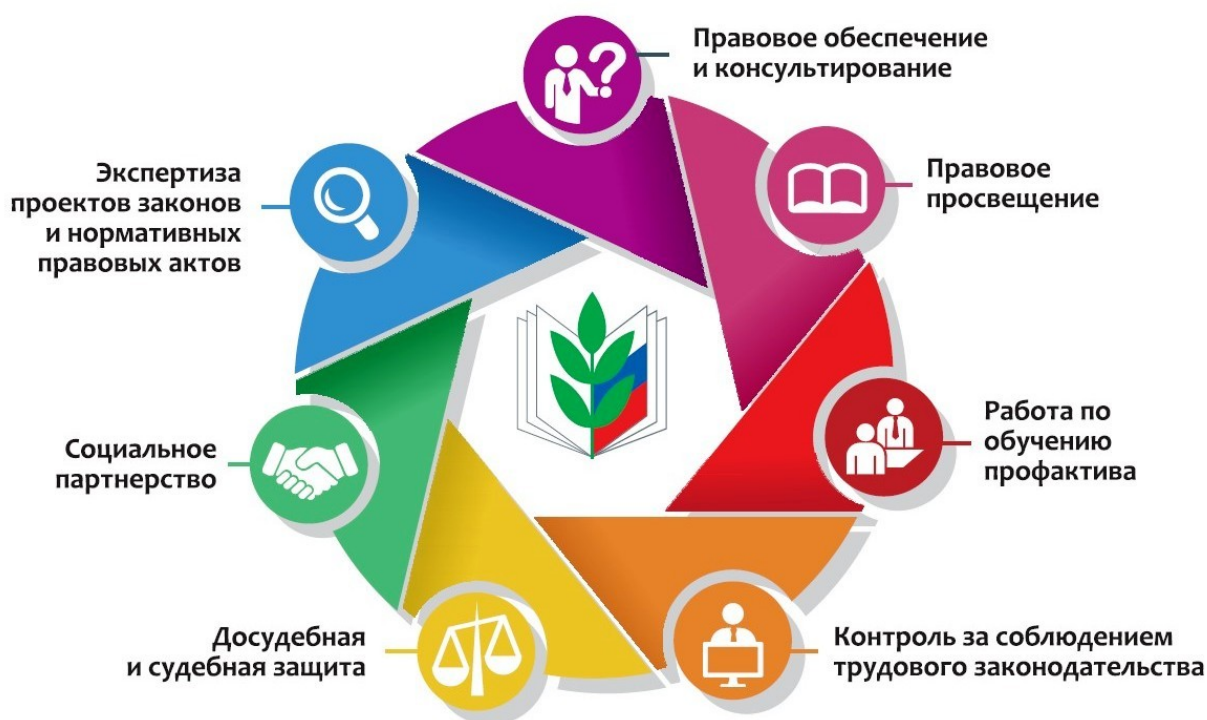 Правовое обеспечение
и консультирование
Правовое
просвещение
Работа по
обучению
профактива
Контроль за соблюдением
трудового законодательства
Досудебная
и судебная защита
Социальное
партнерство
Экспертиза
проектов законов
и нормативных
правовых актов